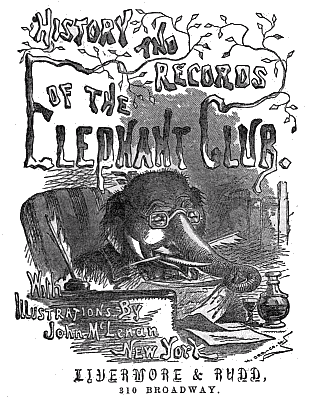 HISTORY AND
RECORDS
OF THE
ELEPHANT CLUB.
With
ILLUSTRATIONS By
John McLenan
NEW YORK
LIVERMORE & RUDD,
310 BROADWAY.